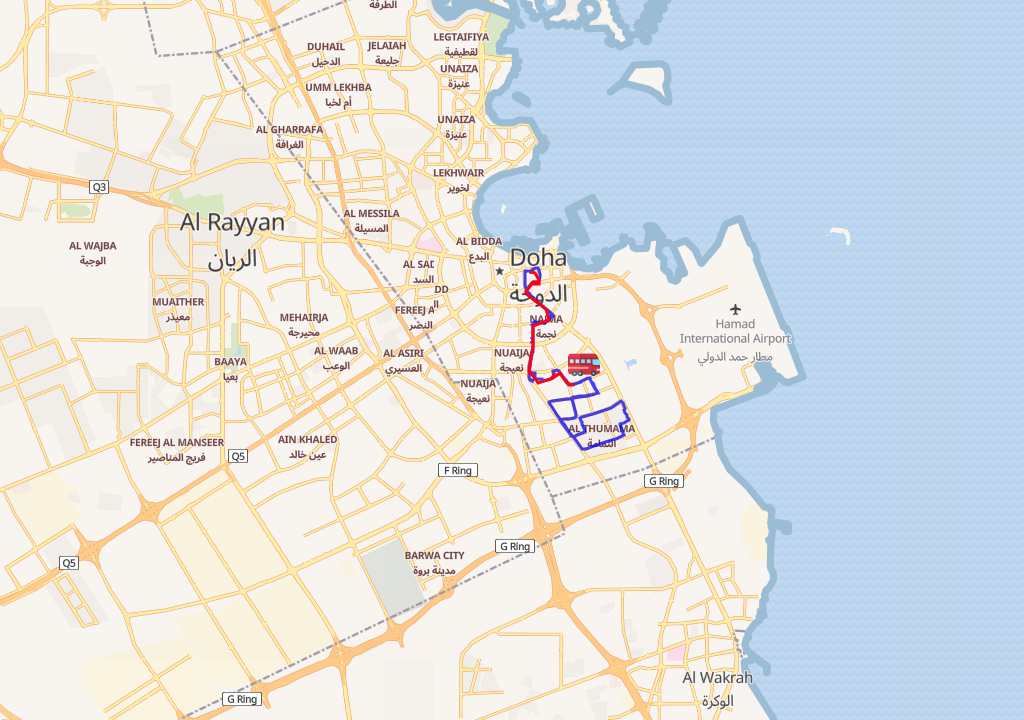 الطرفة
DUHAIL
الدحيل
JELAIAH
جليعة
LEGTAIFIYA
لقطيفية
UNAIZA
عنيزة
UMM LEKHBA
أم لخبا
UNAIZA
عنيزة
AL GHARRAFA
الغرافة
LEKHWAIR
لخوير
Q3
Al Rayyan
الريان
AL MESSILA
المسيلة
AL WAJBA
الوجبة
AL BIDDA
البدع
Doha
الدوحة
AL SAD
السد
DD
MUAITHER
معيذر
MEHAIRJA
محيرجة
FEREEJ A
النصر
NAJMA
نجمة
Hamad
International Airport
مطار حمد الدولي
BAAYA
بعيا
AL WAAB
الوعب
AL ASIRI
العسيري
NUAIJA
نعيجة
NUAIJA
نعيجة
AL THUMAMA
الثمامة
FEREEJ AL MANSEER
فريج المناصير
AIN KHALED
عين خالد
Q5
F Ring
G Ring
G Ring
BARWA CITY
مدينة بروة
Q5
Al Wakrah
الوكرة
G Ring